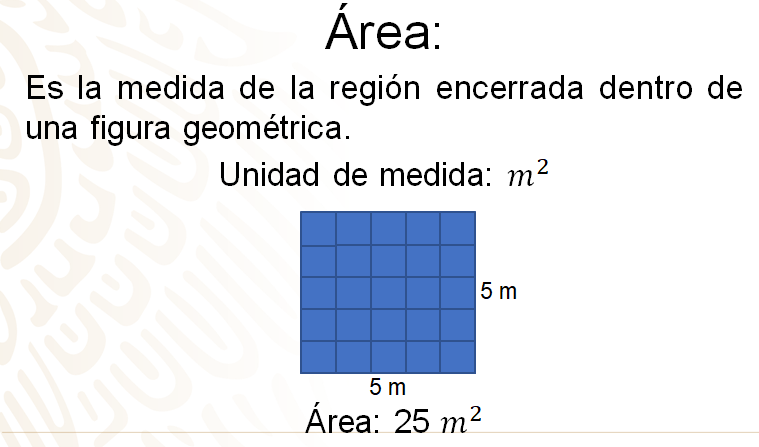 Área:
Es la medida de la región encerrada dentro de
una figura geométrica.
Unidad de medida: m²
5 m
5 m
Área: 25 m²